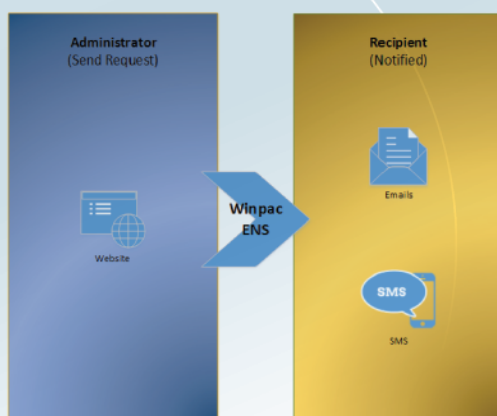 Administrator
(Send Request)
Website
Winpac
ENS
Recipient
(Notified)
Emails
SMS
SMS